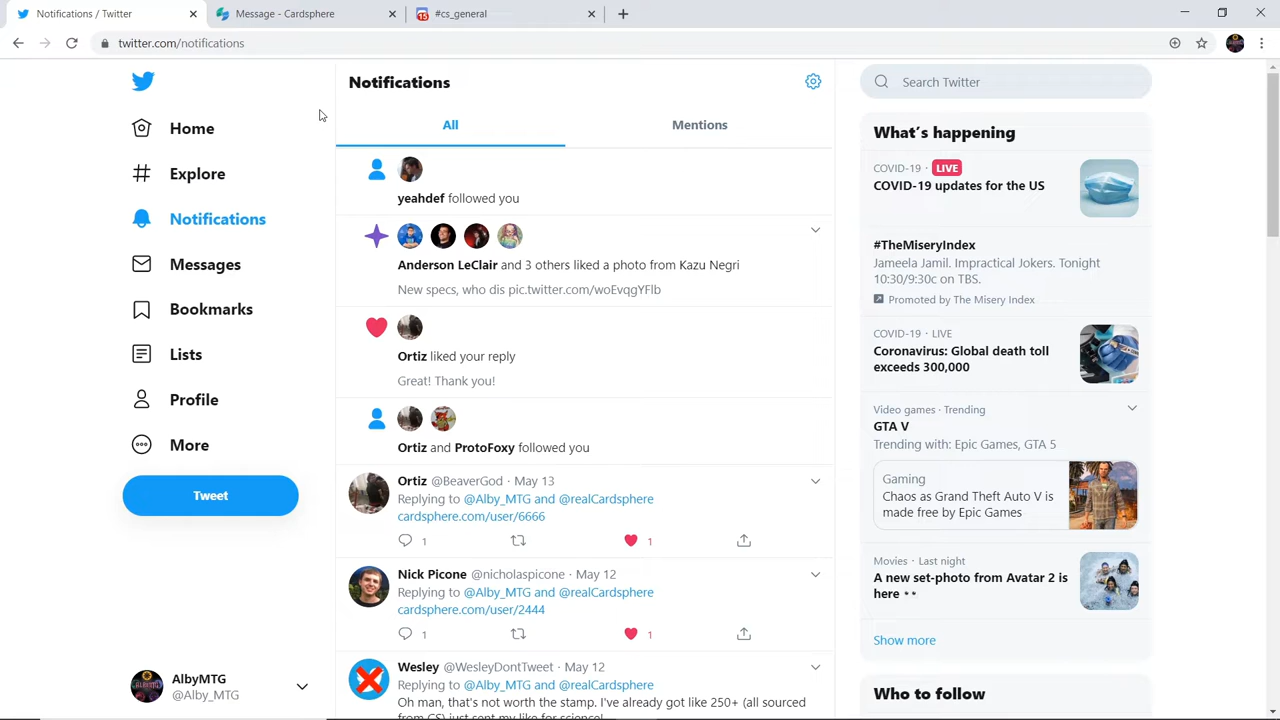 Notifications / Twitter
Message - Cardsphere
#cs_general
twitter.com/notifications
Home
Explore
Notifications
Messages
Bookmarks
Lists
Profile
More
Tweet
AlbyMTG
@Alby_MTG
Notifications
All
Mentions
yeahdef followed you
Anderson LeClair and 3 others liked a photo from Kazu Negri
New specs, who dis pic.twitter.com/woEvqgYFlb
Ortiz liked your reply
Great! Thank you!
Ortiz and ProtoFoxy followed you
Ortiz @BeaverGod · May 13
Replying to @Alby_MTG and @realCardsphere
cardsphere.com/user/6666
1
1
Nick Picone @nicholaspicone · May 12
Replying to @Alby_MTG and @realCardsphere
cardsphere.com/user/2444
1
1
Wesley @WesleyDontTweet · May 12
Replying to @Alby_MTG and @realCardsphere
Oh man, that's not worth the stamp. I've already got like 250+ (all sourced
from CS) just sent my like for science!
Search Twitter
What's happening
COVID-19 · LIVE
COVID-19 updates for the US
#TheMiseryIndex
Jameela Jamil. Impractical Jokers. Tonight
10:30/9:30c on TBS.
Promoted by The Misery Index
COVID-19 · LIVE
Coronavirus: Global death toll
exceeds 300,000
Video games · Trending
GTA V
Trending with: Epic Games, GTA 5
Gaming
Chaos as Grand Theft Auto V is
made free by Epic Games
Movies · Last night
A new set-photo from Avatar 2 is
here 👀
Show more
Who to follow